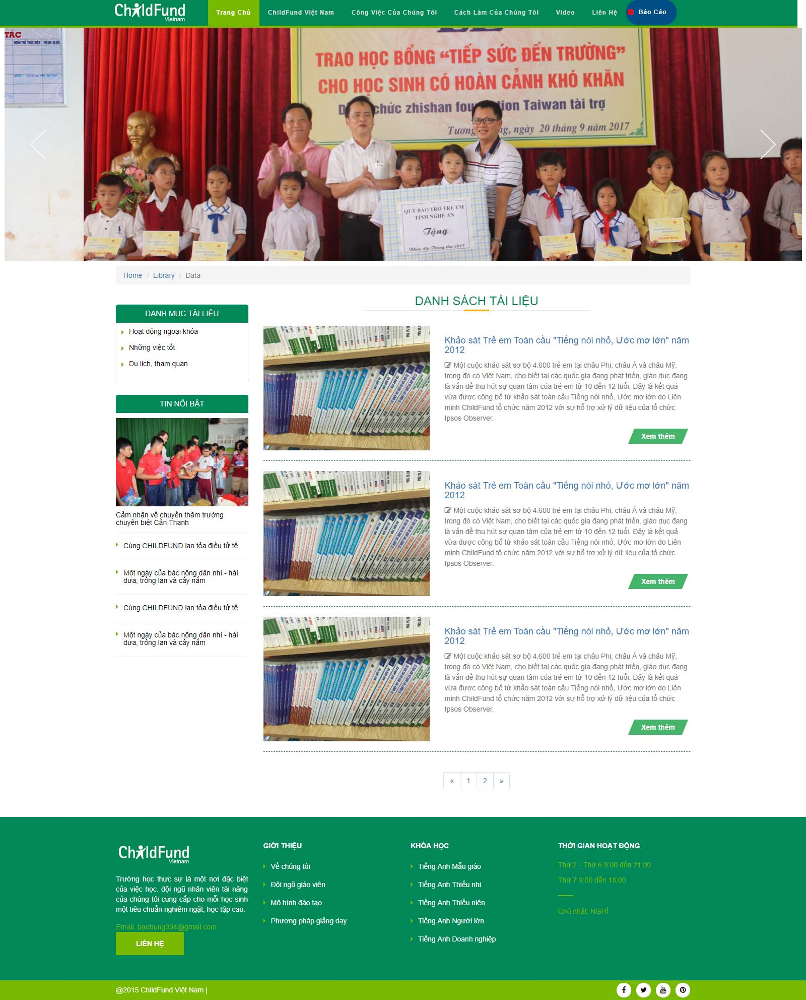 ChildFund
Vietnam
Trang Chủ
ChildFund Việt Nam
Công Việc Của Chúng Tôi
Cách Làm Của Chúng Tôi
Video
Liên Hệ
Báo Cáo
TÁC
TRAO HỌC BỔNG “TIẾP SỨC ĐẾN TRƯỜNG”
CHO HỌC SINH CÓ HOÀN CẢNH KHÓ KHĂN
chức zhishan Taiwan tài trợ
ngày 20 tháng 9 năm 2017
QUỸ BẢO TRỢ TRẺ EM
TỈNH NGHỆ AN
Tặng
Nhân dịp Trung thu 2017
Home / Library / Data
DANH MỤC TÀI LIỆU
Hoạt động ngoại khóa
Những việc tốt
Du lịch, tham quan
TIN NỔI BẬT
Cảm nhận về chuyến thăm trường
chuyên biệt Cần Thạnh
Cùng CHILDFUND lan tỏa điều tử tế
Một ngày của bác nông dân nhí - hái
dưa, trồng lan và cấy nấm
Cùng CHILDFUND lan tỏa điều tử tế
Một ngày của bác nông dân nhí - hái
dưa, trồng lan và cấy nấm
DANH SÁCH TÀI LIỆU
Khảo sát Trẻ em Toàn cầu "Tiếng nói nhỏ, Ước mơ lớn" năm
2012
Một cuộc khảo sát sơ bộ 4.600 trẻ em tại châu Phi, châu Á và châu Mỹ,
trong đó có Việt Nam, cho biết tại các quốc gia đang phát triển, giáo dục đang
là vấn đề thu hút sự quan tâm của trẻ em từ 10 đến 12 tuổi. Đây là kết quả
vừa được công bố từ khảo sát toàn cầu Tiếng nói nhỏ, Ước mơ lớn do Liên
minh ChildFund tổ chức năm 2012 với sự hỗ trợ xử lý dữ liệu của tổ chức
Ipsos Observer.
Xem thêm
Khảo sát Trẻ em Toàn cầu "Tiếng nói nhỏ, Ước mơ lớn" năm
2012
Một cuộc khảo sát sơ bộ 4.600 trẻ em tại châu Phi, châu Á và châu Mỹ,
trong đó có Việt Nam, cho biết tại các quốc gia đang phát triển, giáo dục đang
là vấn đề thu hút sự quan tâm của trẻ em từ 10 đến 12 tuổi. Đây là kết quả
vừa được công bố từ khảo sát toàn cầu Tiếng nói nhỏ, Ước mơ lớn do Liên
minh ChildFund tổ chức năm 2012 với sự hỗ trợ xử lý dữ liệu của tổ chức
Ipsos Observer.
Xem thêm
Khảo sát Trẻ em Toàn cầu "Tiếng nói nhỏ, Ước mơ lớn" năm
2012
Một cuộc khảo sát sơ bộ 4.600 trẻ em tại châu Phi, châu Á và châu Mỹ,
trong đó có Việt Nam, cho biết tại các quốc gia đang phát triển, giáo dục đang
là vấn đề thu hút sự quan tâm của trẻ em từ 10 đến 12 tuổi. Đây là kết quả
vừa được công bố từ khảo sát toàn cầu Tiếng nói nhỏ, Ước mơ lớn do Liên
minh ChildFund tổ chức năm 2012 với sự hỗ trợ xử lý dữ liệu của tổ chức
Ipsos Observer.
Xem thêm
« 1 2 »
ChildFund
Vietnam
Trường học thực sự là một nơi đặc biệt
của việc học. đội ngũ nhân viên tài năng
của chúng tôi cung cấp cho mỗi học sinh
một tiêu chuẩn nghiêm ngặt, học tập cao.
Email: baotrung304@gmail.com
LIÊN HỆ
GIỚI THIỆU
Về chúng tôi
Đội ngũ giáo viên
Mô hình đào tạo
Phương pháp giảng dạy
KHÓA HỌC
Tiếng Anh Mẫu giáo
Tiếng Anh Thiếu nhi
Tiếng Anh Thiếu niên
Tiếng Anh Người lớn
Tiếng Anh Doanh nghiệp
THỜI GIAN HOẠT ĐỘNG
Thứ 2 - Thứ 6 9:00 đến 21:00
Thứ 7 9:00 đến 18:00
Chủ nhật: NGHỈ
@2015 ChildFund Việt Nam |